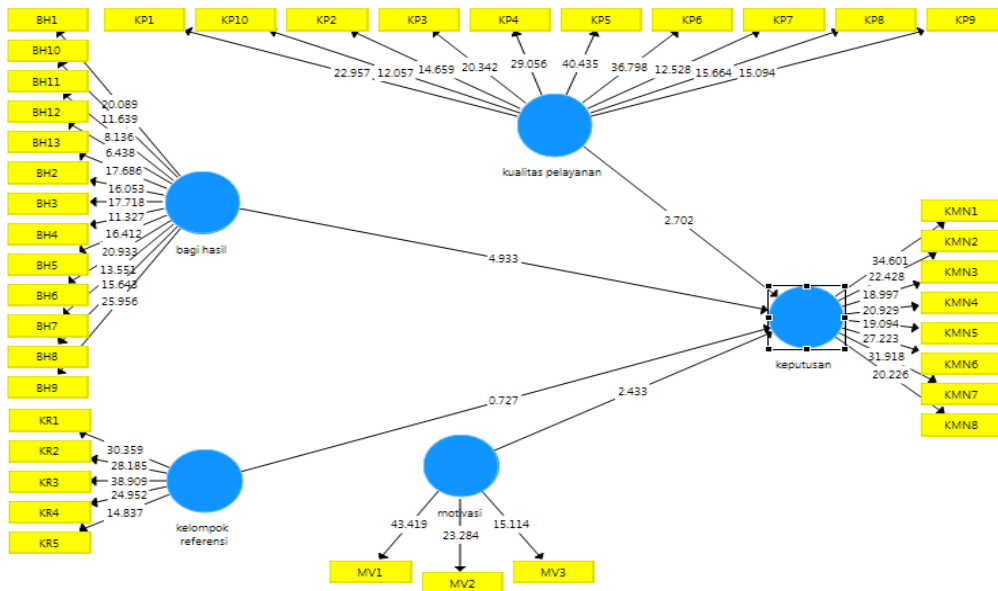 BH1
KP1
KP10
KP2
KP3
KP4
KP5
KP6
KP7
KP8
KP9
BH10
BH11
BH12
BH13
BH2
BH3
BH4
BH5
BH6
BH7
BH8
BH9
22.957
12.057
14.659
20.342
29.056
40.435
36.798
12.528
15.664
15.094
kualitas pelayanan
20.089
11.639
8.136
6.438
17.686
16.053
17.718
11.327
16.412
20.933
13.551
15.643
25.956
bagi hasil
2.702
4.933
0.727
2.433
KMN1
KMN2
KMN3
KMN4
KMN5
KMN6
KMN7
KMN8
34.601
22.428
18.997
20.929
19.094
27.223
31.918
20.226
keputusan
KR1
KR2
KR3
KR4
KR5
30.359
28.185
38.909
24.952
14.837
kelompok
referensi
motivasi
43.419
23.284
15.114
MV1
MV2
MV3